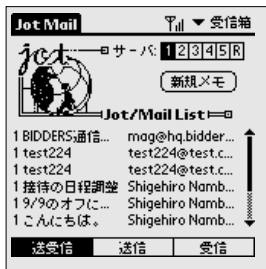 Jot Mail
▼ 受信箱
jot
サーバ: 1 2 3 4 5 R
新規メモ
Jot/Mail List
1 BIDDERS通信... mag@hq.bidder...
1 test224 test224@test.c...
1 test224 test224@test.c...
1 接待の日程調整 Shigehiro Namb...
1 9/9のオフに... Shigehiro Namb...
1 こんにちは。 Shigehiro Namb...
送受信 送信 受信